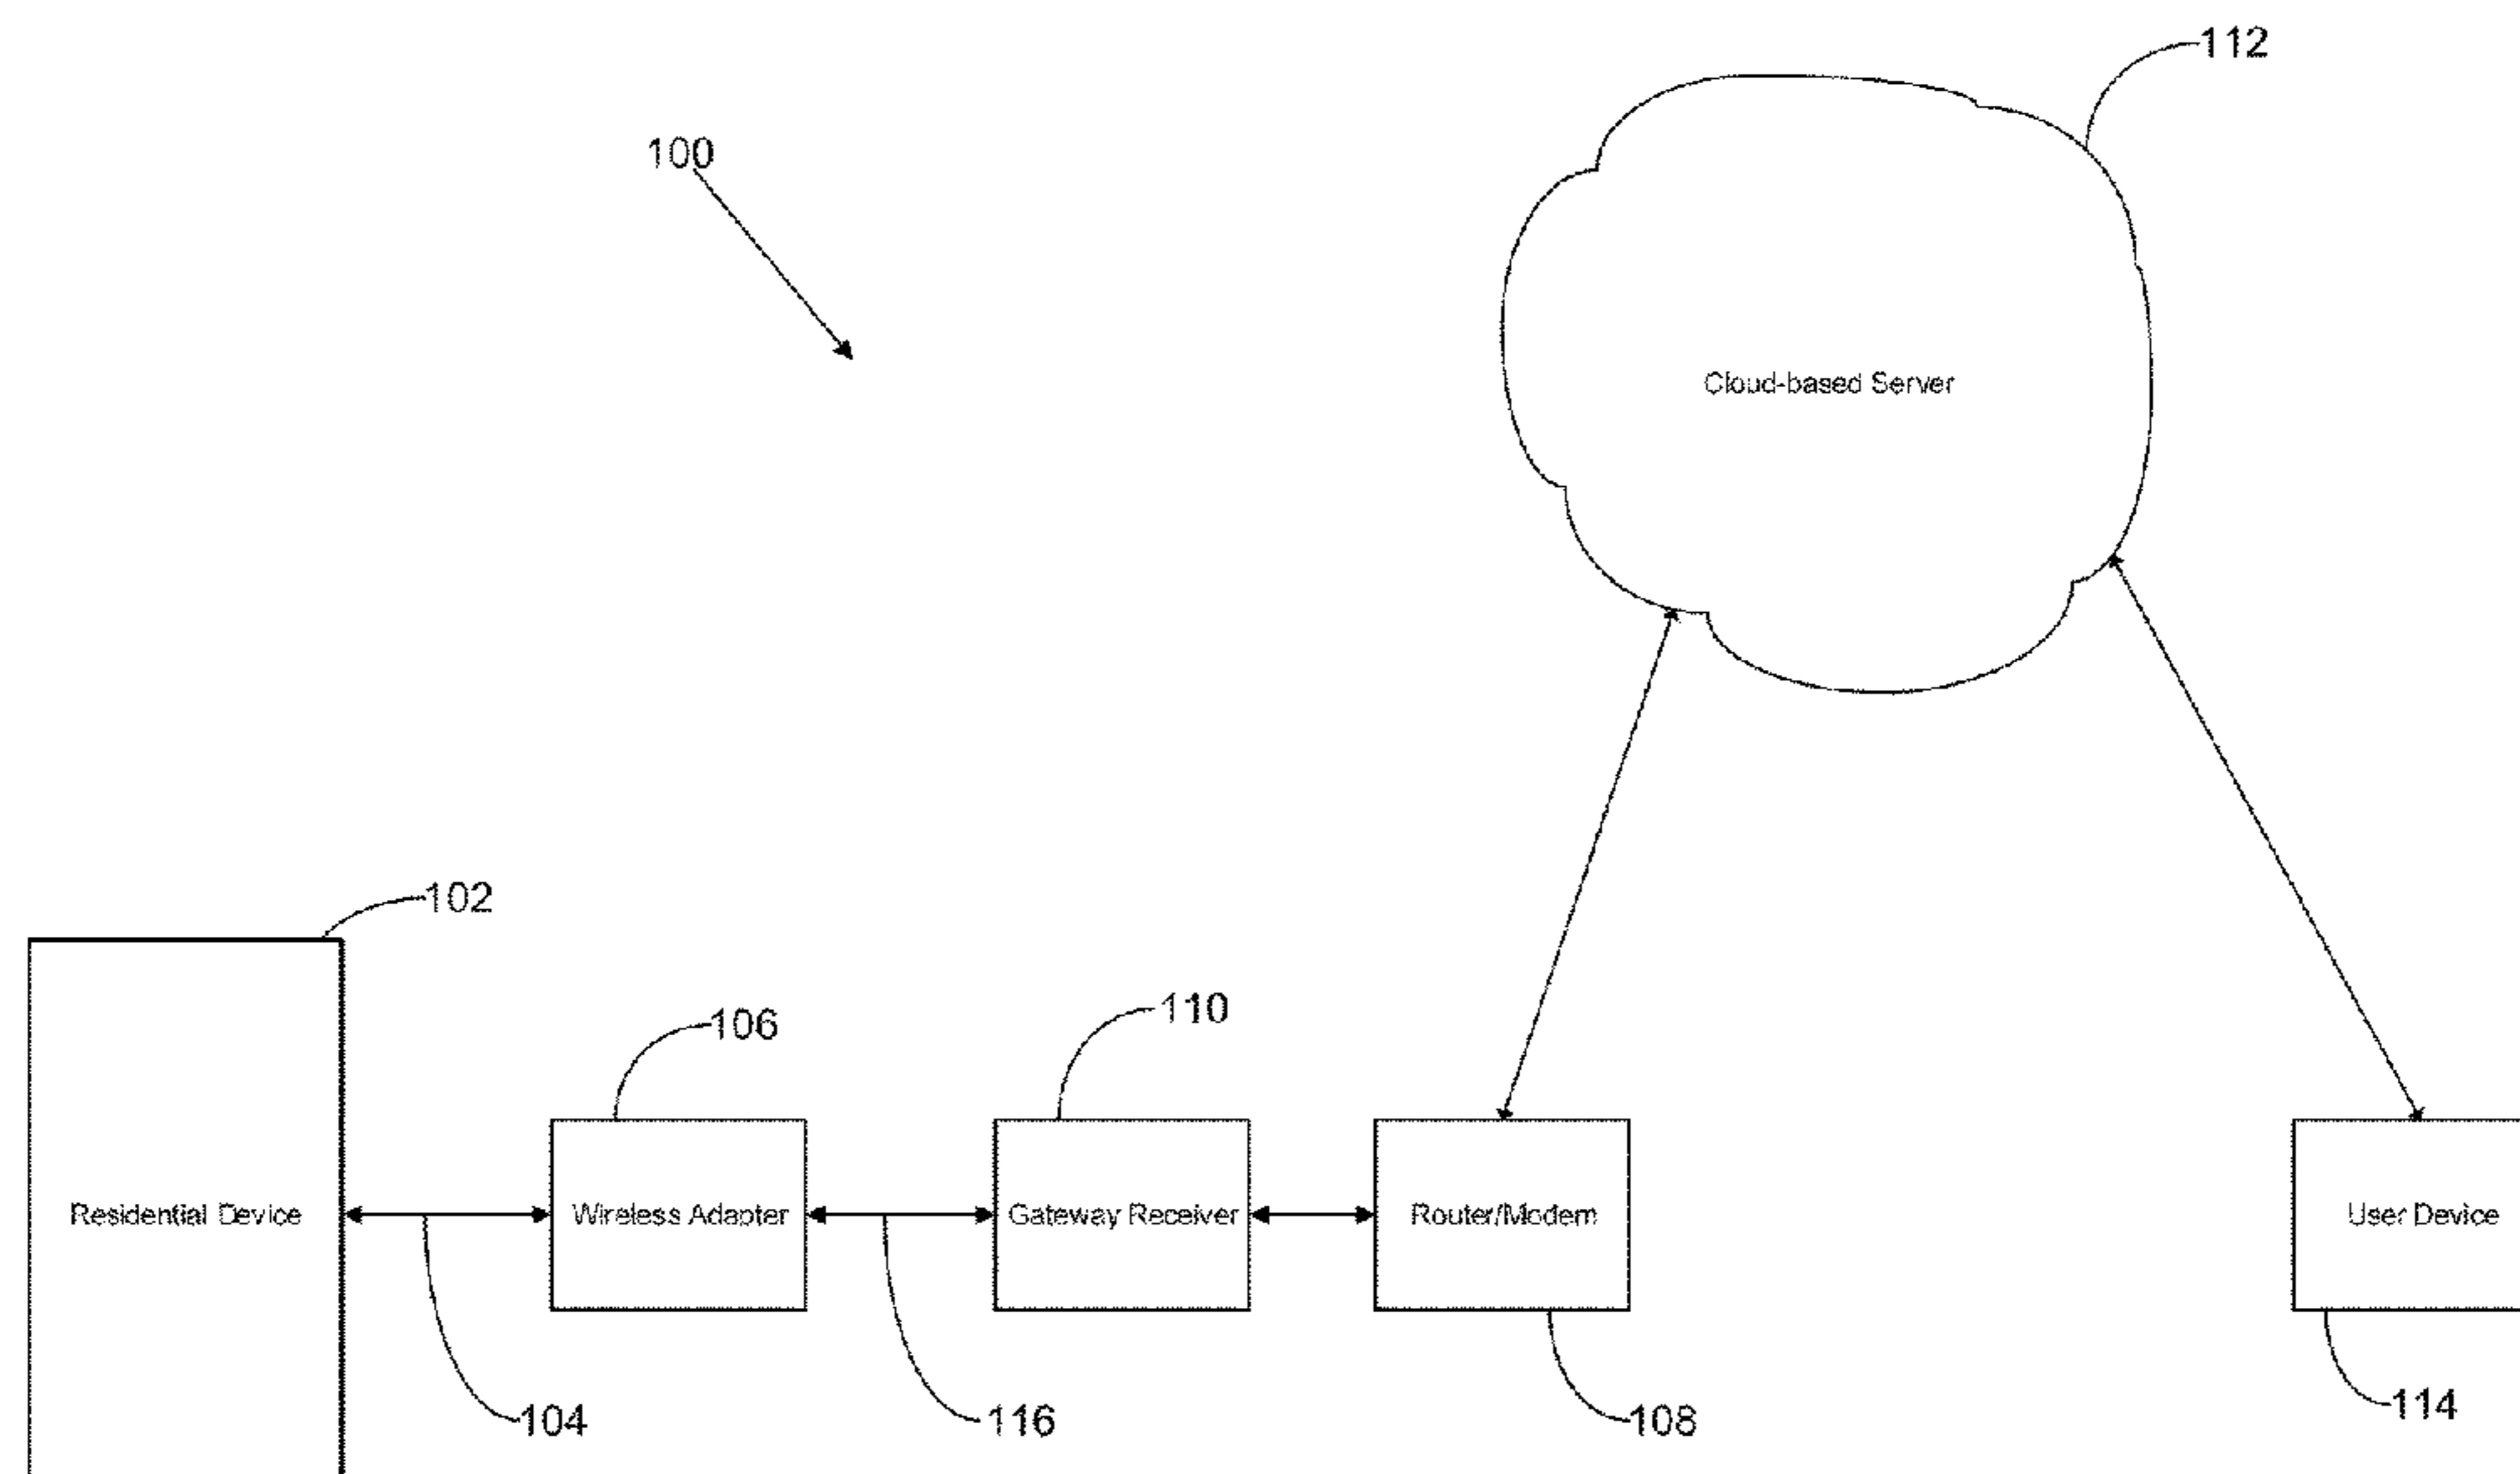 112
100
Cloud-based Server
102
106
110
Residential Device
Wireless Adapter
Gateway Receiver
Router/Modem
User Device
104
116
108
114